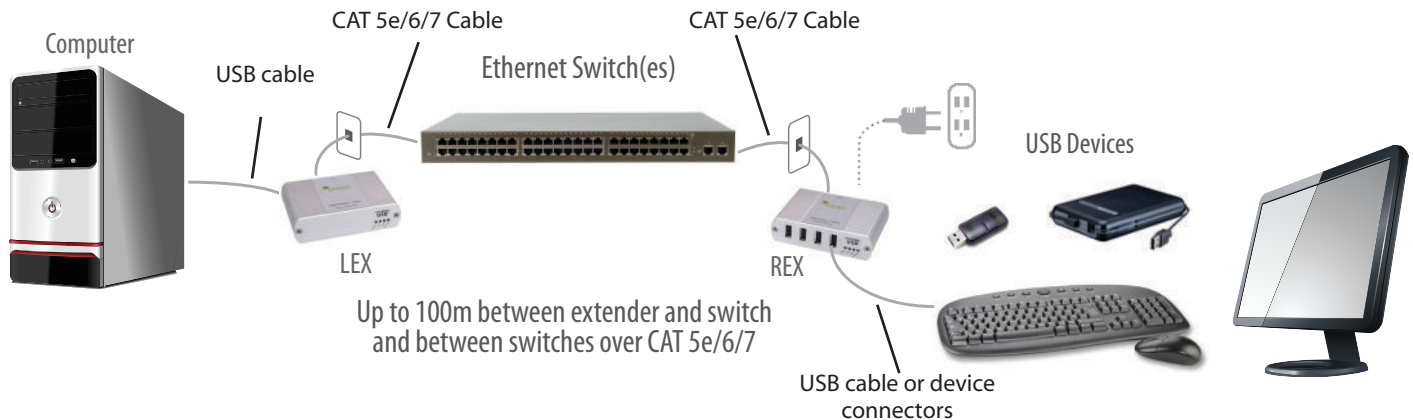 CAT 5e/6/7 Cable
CAT 5e/6/7 Cable
Computer
USB cable
Ethernet Switch(es)
USB Devices
LEX
REX
Up to 100m between extender and switch
and between switches over CAT 5e/6/7
USB cable or device
connectors